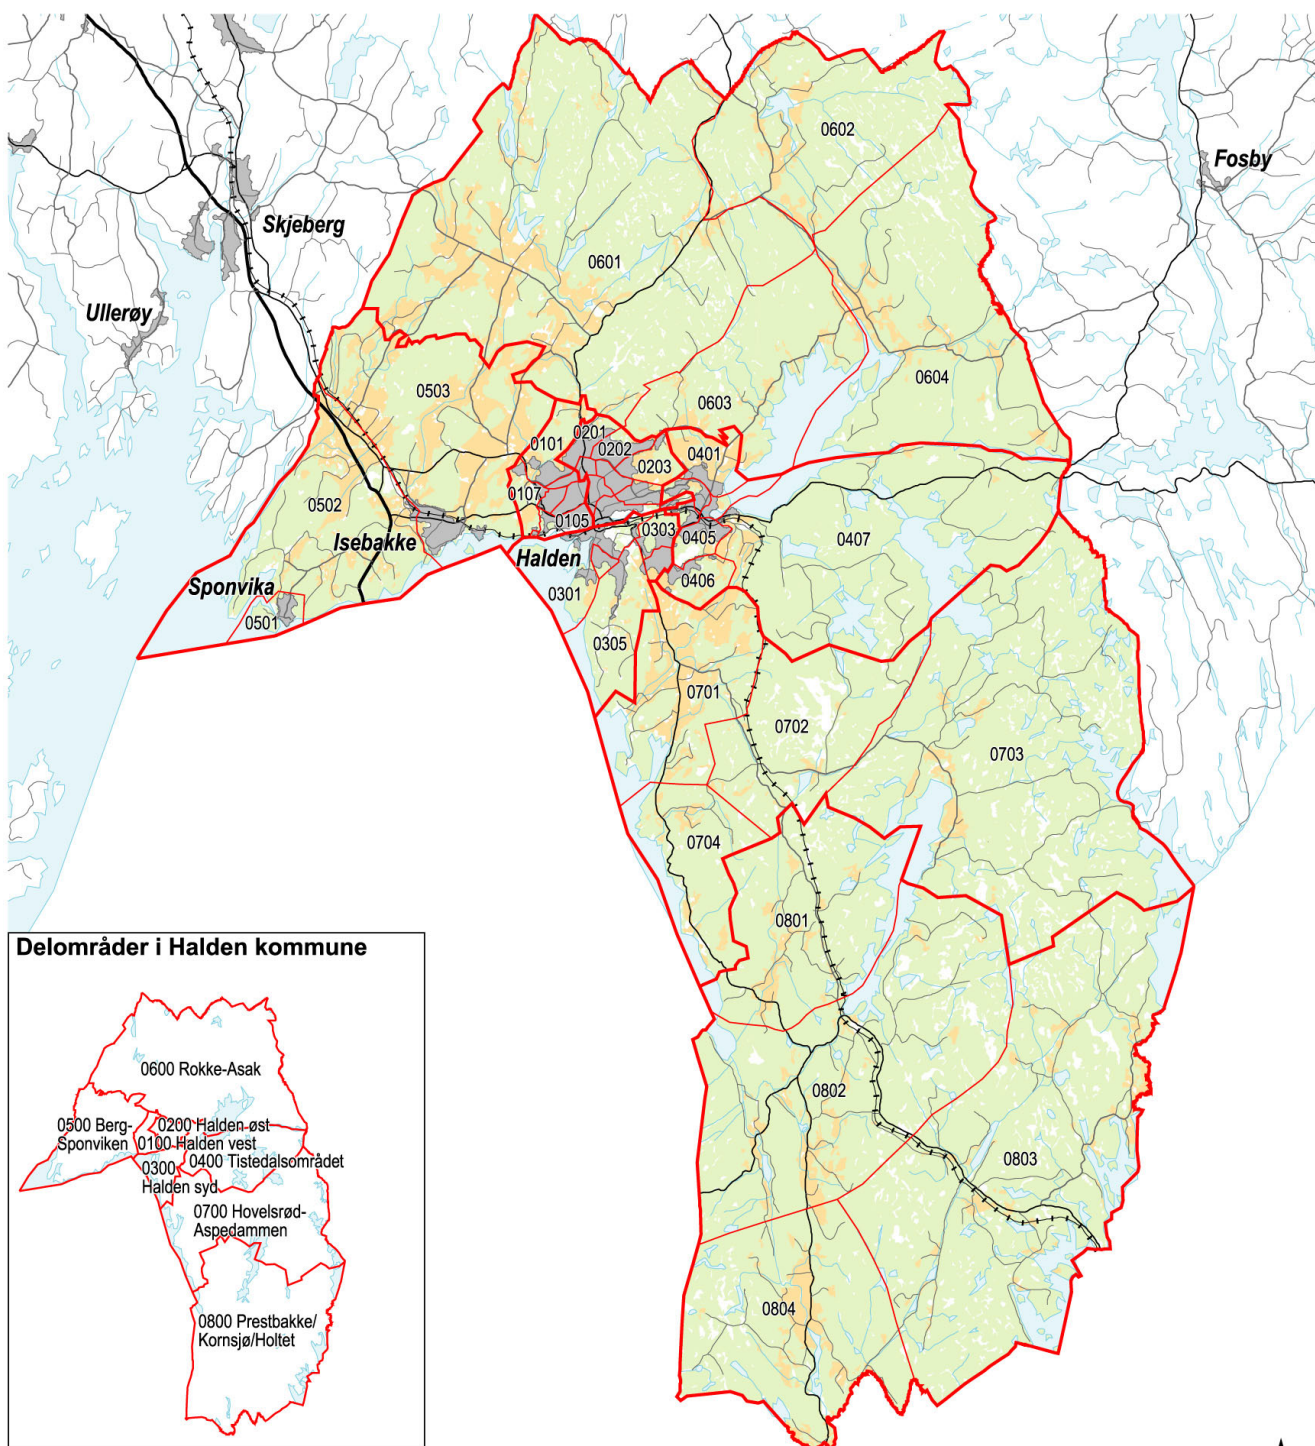 0602
Fosby
Skjeberg
0601
Ullerøy
0604
0503
0603
0201
0101
0202
0401
0203
0107
0502
0105
0303
Isebakke
0405
0407
Halden
0406
Sponvika
0301
0501
0305
0701
0702
0703
0704
0801
0802
0803
0804
Delområder i Halden kommune
0600 Rokke-Asak
0500 Berg-
Sponviken
0200 Halden øst
0100 Halden vest
0400 Tistedalsområdet
0300
Halden syd
0700 Hovelsrød-
Aspedammen
0800 Prestbakke/
Kornsjø/Holtet